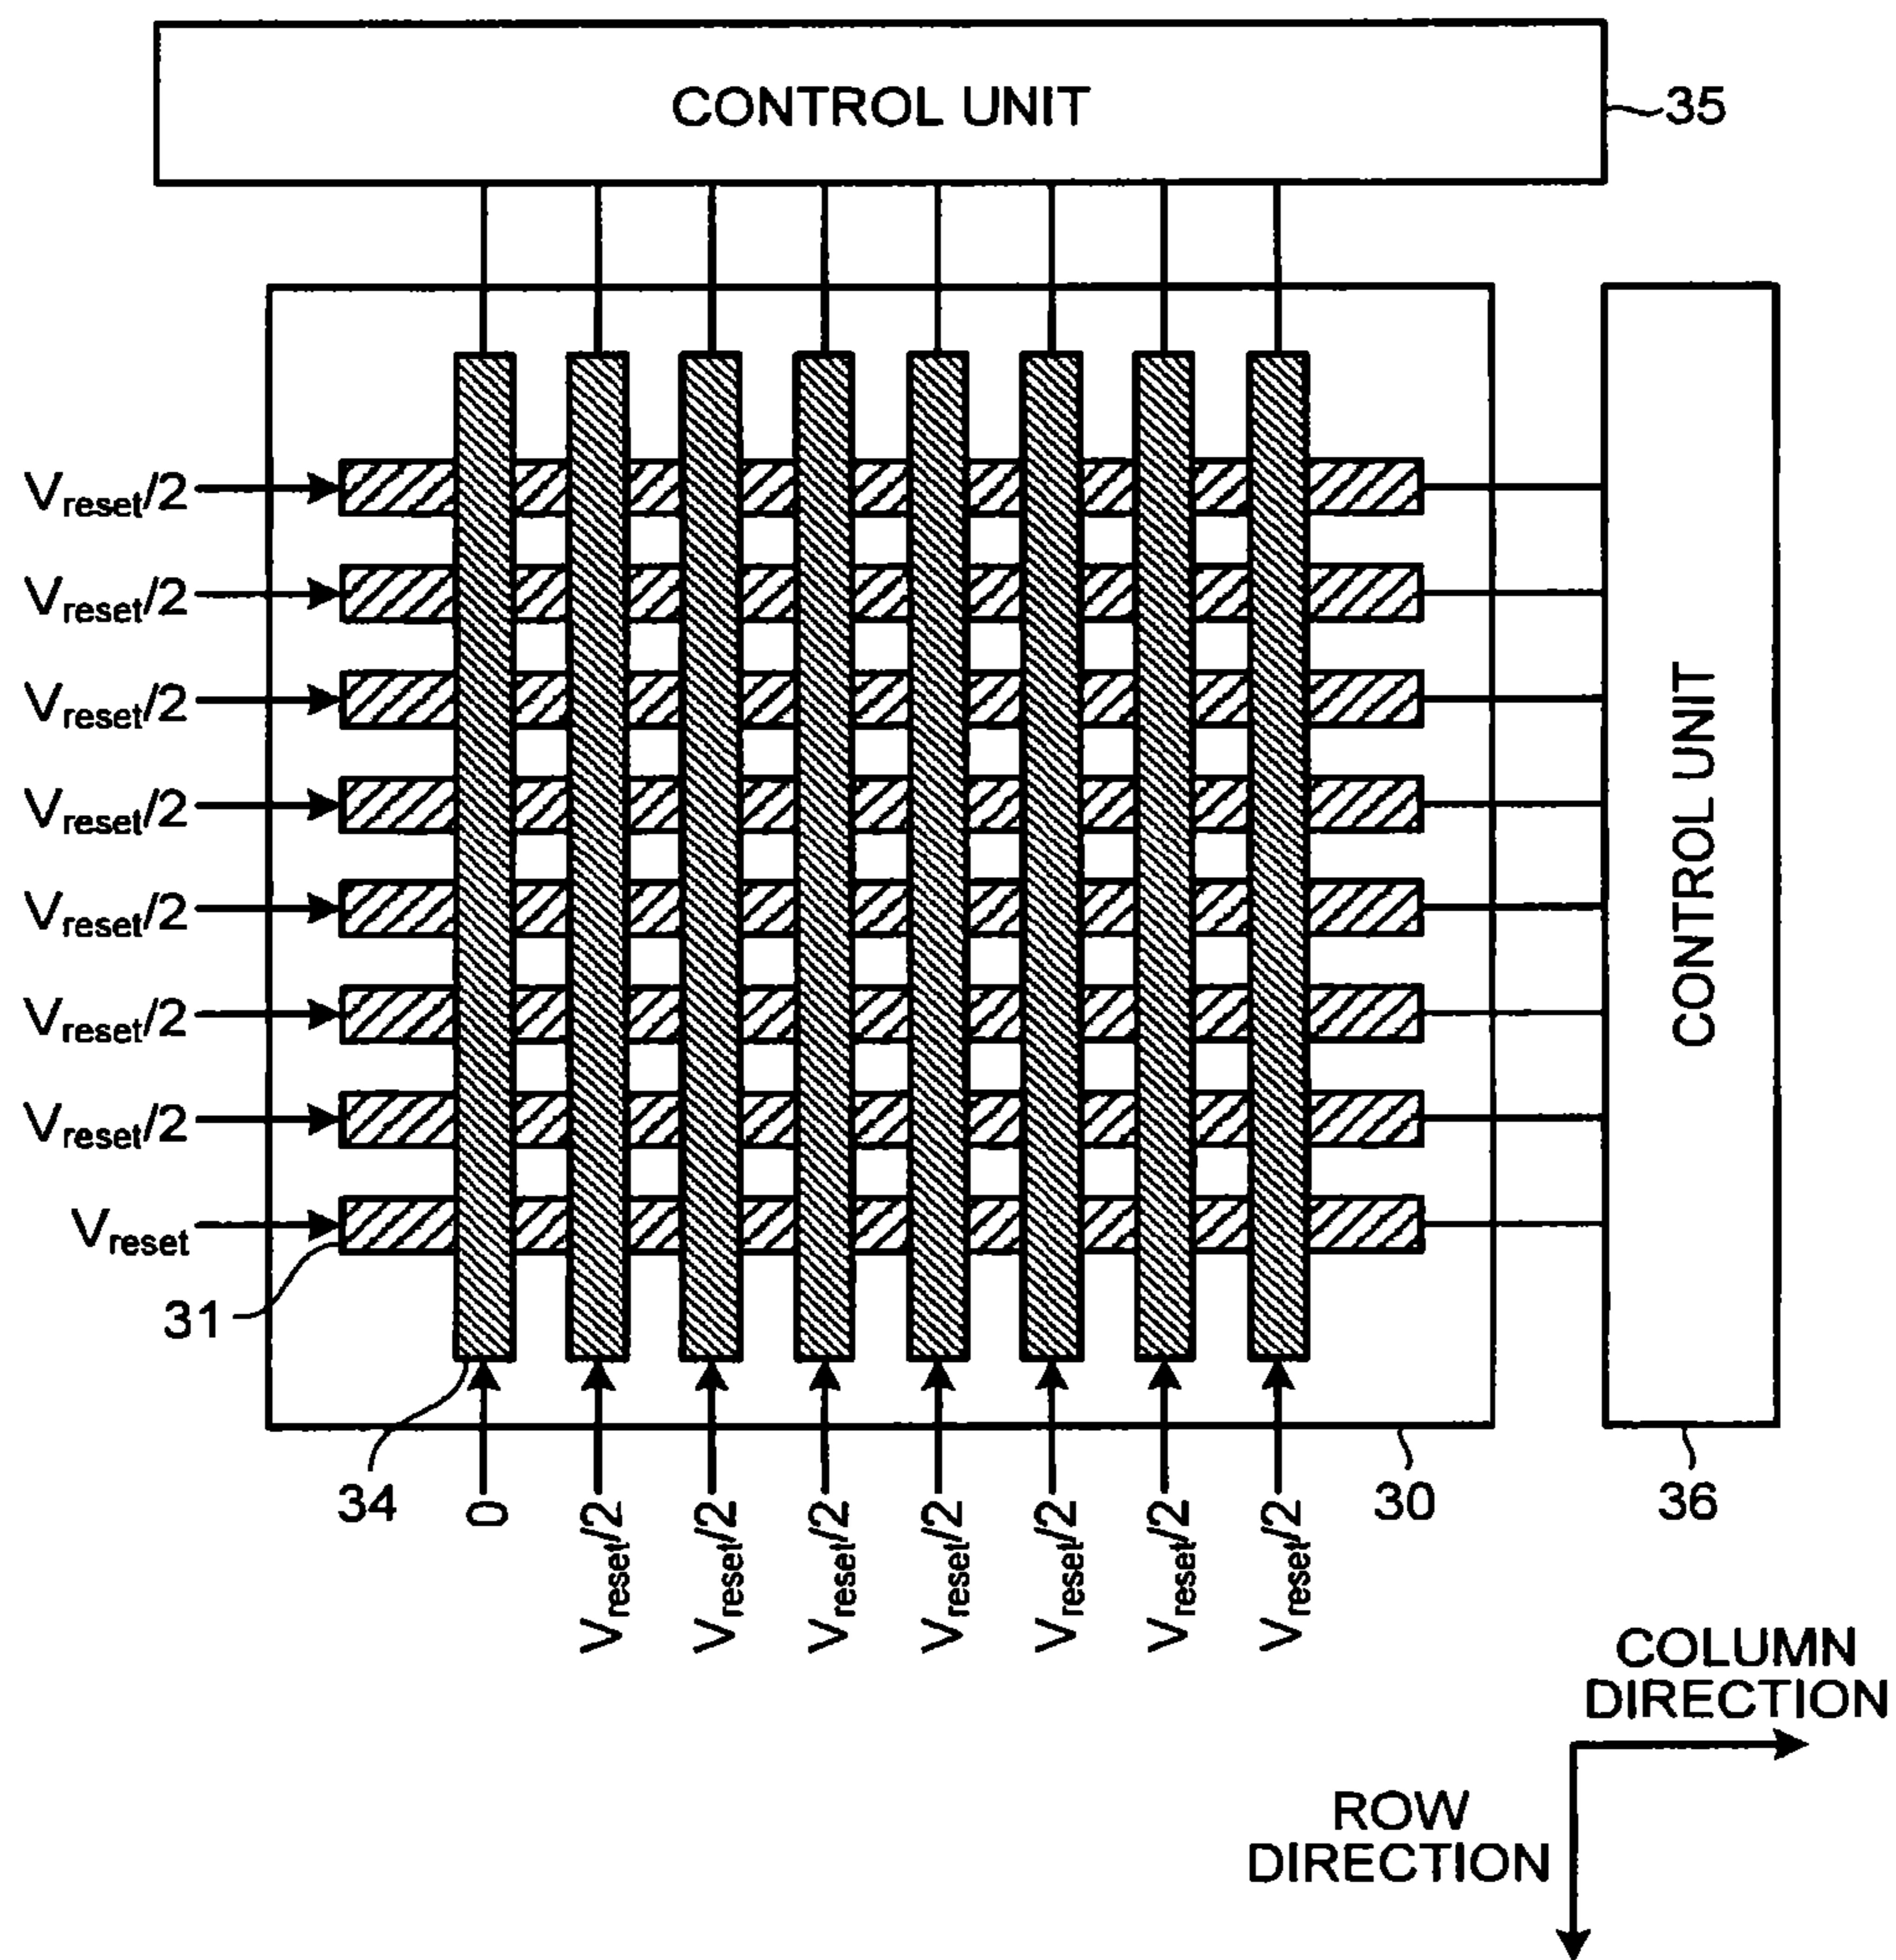 CONTROL UNIT
35
Vreset/2
Vreset/2
Vreset/2
Vreset/2
Vreset/2
Vreset/2
Vreset/2
Vreset
31
CONTROL UNIT
34
0
Vreset/2
Vreset/2
Vreset/2
Vreset/2
Vreset/2
Vreset/2
Vreset/2
30
36
COLUMN
DIRECTION
ROW
DIRECTION